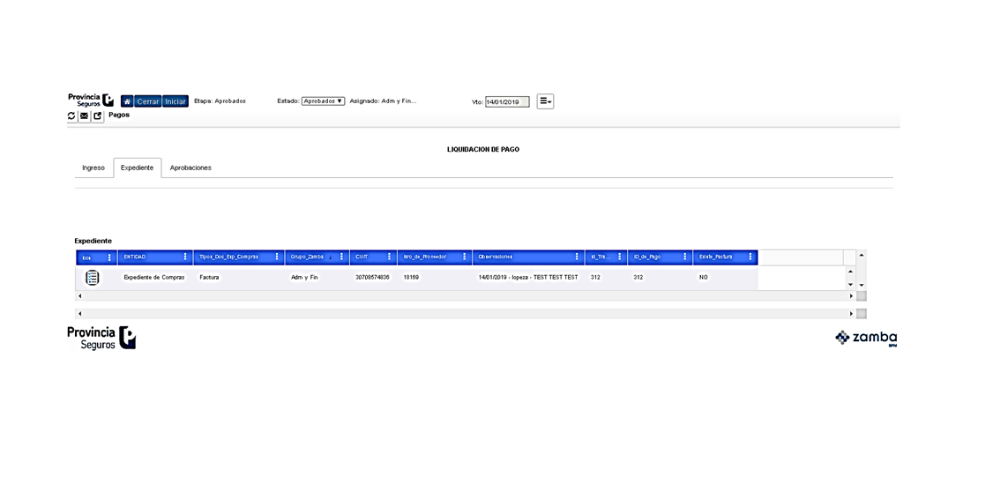 Provincia
Seguros
Cerrar Iniciar Etapa: Aprobados Estado: Aprobados Asignado: Adm y Fin... Vto: 14/01/2019
Pagos
LIQUIDACION DE PAGO
Ingreso Expediente Aprobaciones
Expediente
Icos ENTIDAD Tipos_Doc_Exp_Compras Grupo_Zamba CUIT Nro_de_Proveedor Observaciones Id_Tra... ID_de_Pago Existe_Factura
Expediente de Compras Factura Adm y Fin 30708574836 18169 14/01/2019 - lopeza - TEST TEST TEST 312 312 NO
Provincia
Seguros
zamba
BPM